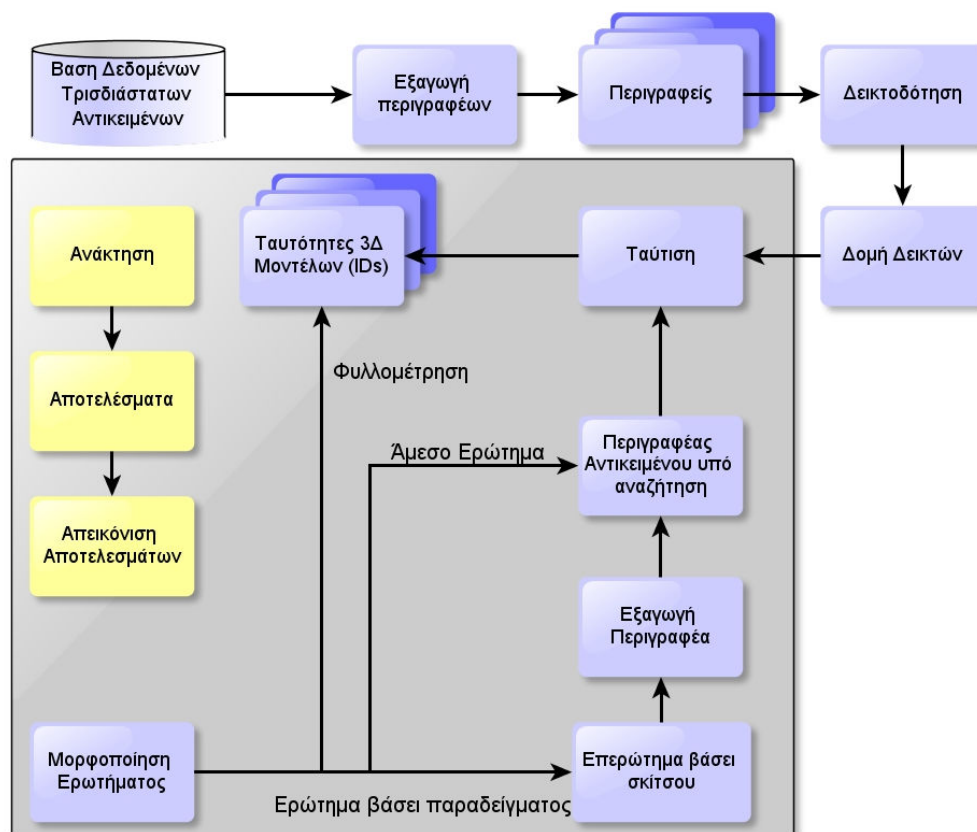 Βαση Δεδομένων
Τρισδιάστατων
Αντικειμένων
Εξαγωγή
περιγραφέων
Περιγραφείς
Δεικτοδότηση
Ανάκτηση
Ταυτότητες 3Δ
Μοντέλων (IDs)
Ταύτιση
Δομή Δεικτών
Φυλλομέτρηση
Αποτελέσματα
Άμεσο Ερώτημα
Περιγραφέας
Αντικειμένου υπό
αναζήτηση
Απεικόνιση
Αποτελεσμάτων
Εξαγωγή
Περιγραφέα
Μορφοποίηση
Ερωτήματος
Επερώτημα βάσει
σκίτσου
Ερώτημα βάσει παραδείγματος